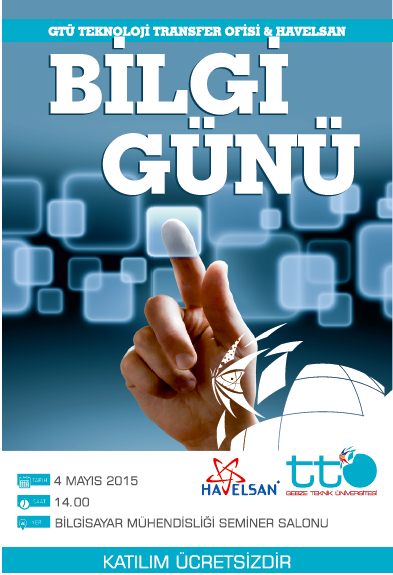 GTÜ TEKNOLOJİ TRANSFER OFİSİ & HAVELSAN
BİLGİ
GÜNÜ
TARİH 4 MAYIS 2015
SAAT 14.00
YER BİLGİSAYAR MÜHENDİSLİĞİ SEMİNER SALONU
HAVELSAN
tto
GEBZE TEKNİK ÜNİVERSİTESİ
KATILIM ÜCRETSİZDİR